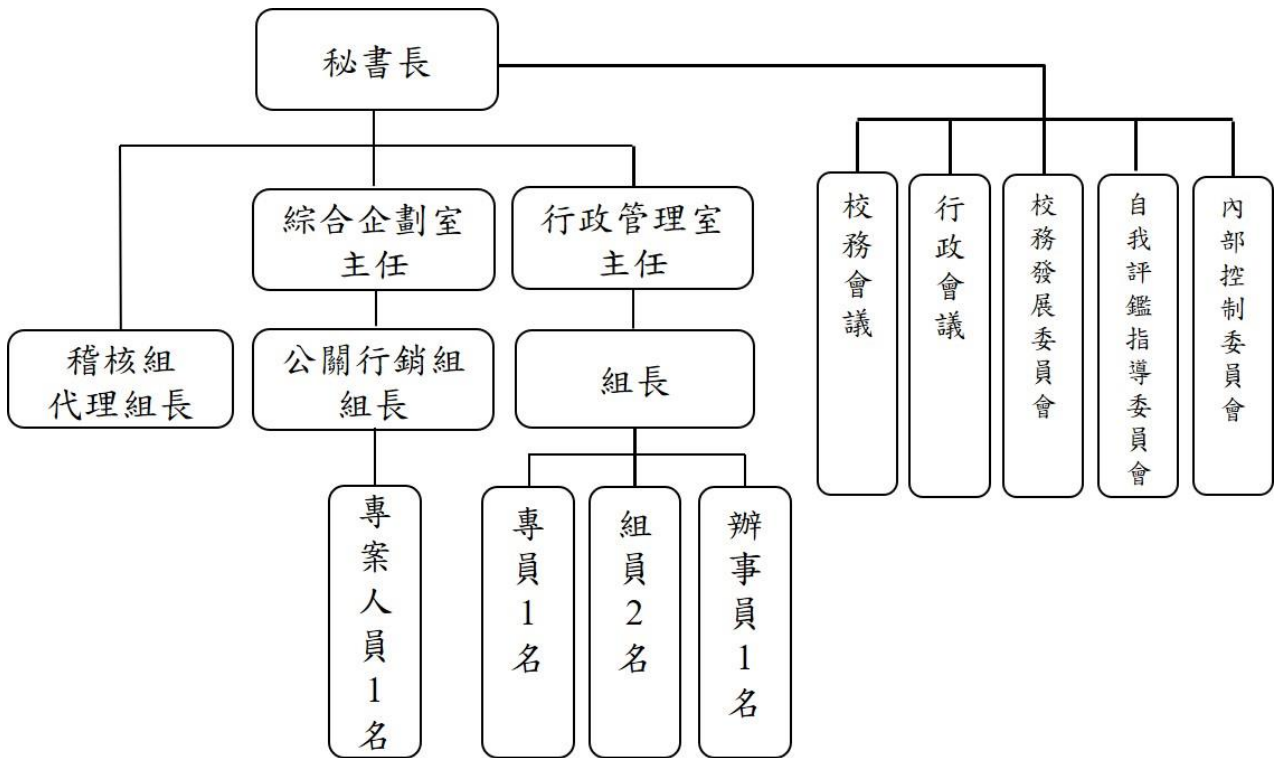 秘書長
綜合企劃室
主任
行政管理室
主任
稽核組
代理組長
公關行銷組
組長
組長
專案人員1名
專員1名
組員2名
辦事員1名
校務會議
行政會議
校務發展委員會
自我評鑑指導委員會
內部控制委員會